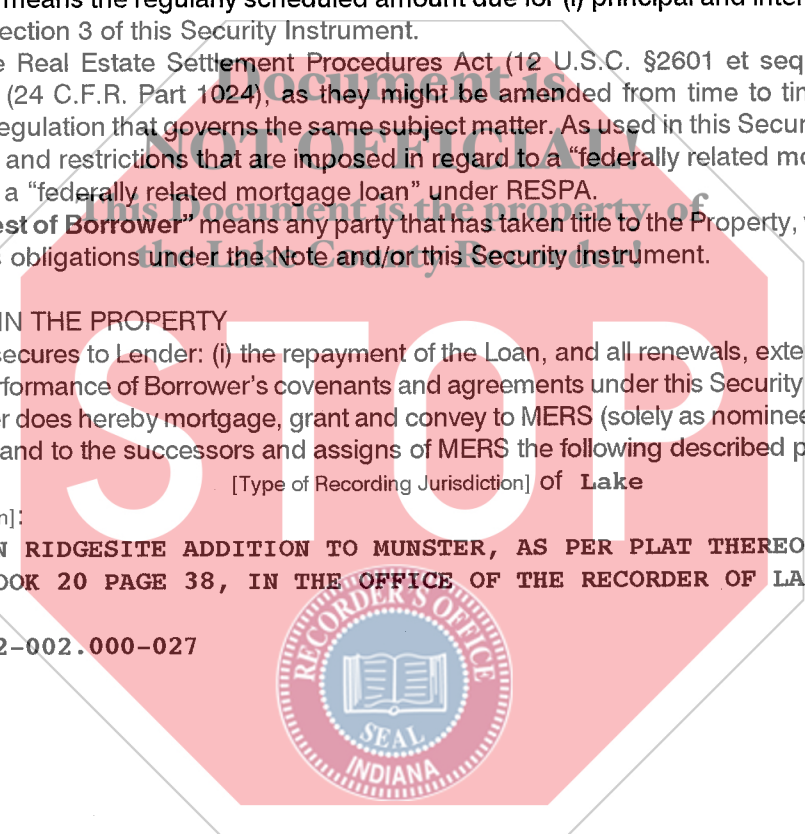 means the regularly scheduled amount due for (i) principal and inter
ection 3 of this Security Instrument.
e Real Estate Settlement Procedures Act (12 U.S.C. §2601 et seq
(24 C.F.R. Part 1024), as they might be amended from time to tim
Document is
egulation that governs the same subject matter. As used in this Secur
NOT OFFICIAL!
and restrictions that are imposed in regard to a “federally related mo
a “federally related mortgage loan” under RESPA.
This Document is the property of
est of Borrower” means any party that has taken title to the Property,
the Lake County Recorder!
s obligations under the Note and/or this Security Instrument.
IN THE PROPERTY
STOP
secures to Lender: (i) the repayment of the Loan, and all renewals, exte
rformance of Borrower’s covenants and agreements under this Security
er does hereby mortgage, grant and convey to MERS (solely as nominee
and to the successors and assigns of MERS the following described p
[Type of Recording Jurisdiction] of Lake
n]:
N RIDGESITE ADDITION TO MUNSTER, AS PER PLAT THEREO
OOK 20 PAGE 38, IN THE OFFICE OF THE RECORDER OF LA
2-002.000-027
RECORDER'S OFFICE
SEAL
INDIANA